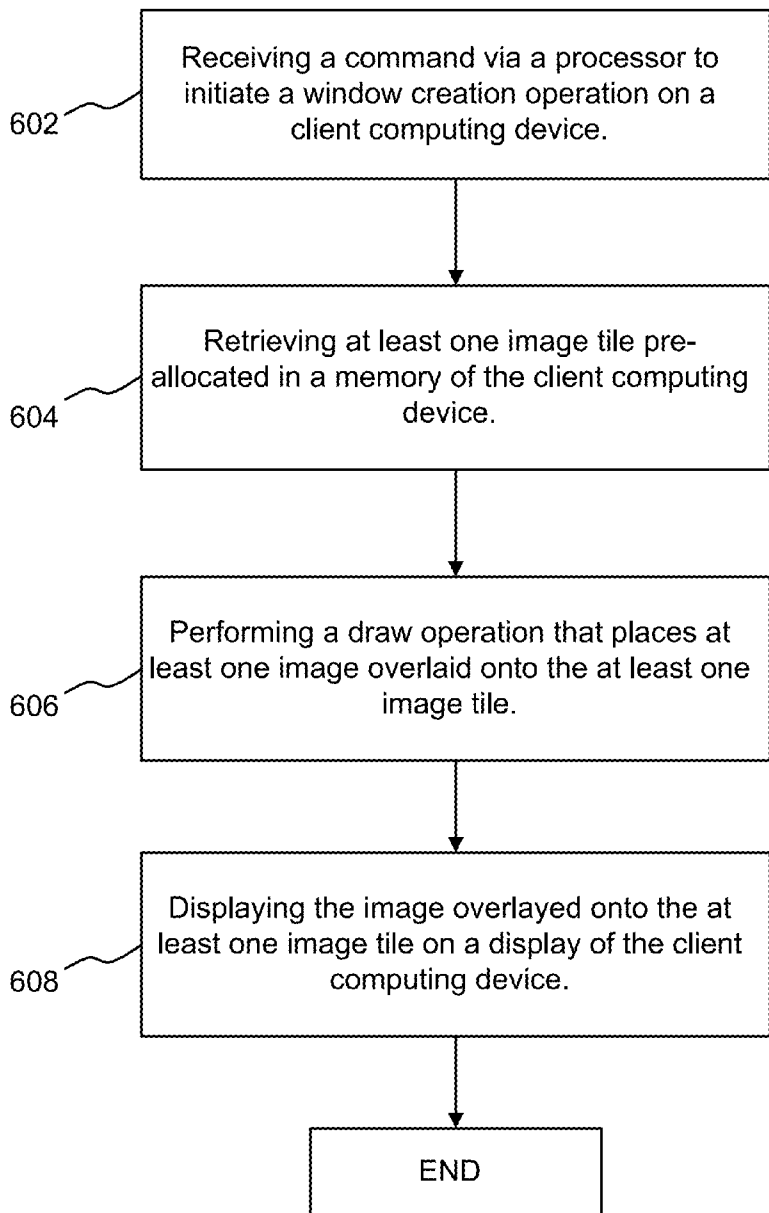 Receiving a command via a processor to
initiate a window creation operation on a
client computing device.
602
Retrieving at least one image tile pre-
allocated in a memory of the client computing
device.
604
Performing a draw operation that places at
least one image overlaid onto the at least one
image tile.
606
Displaying the image overlayed onto the at
least one image tile on a display of the client
computing device.
608
END